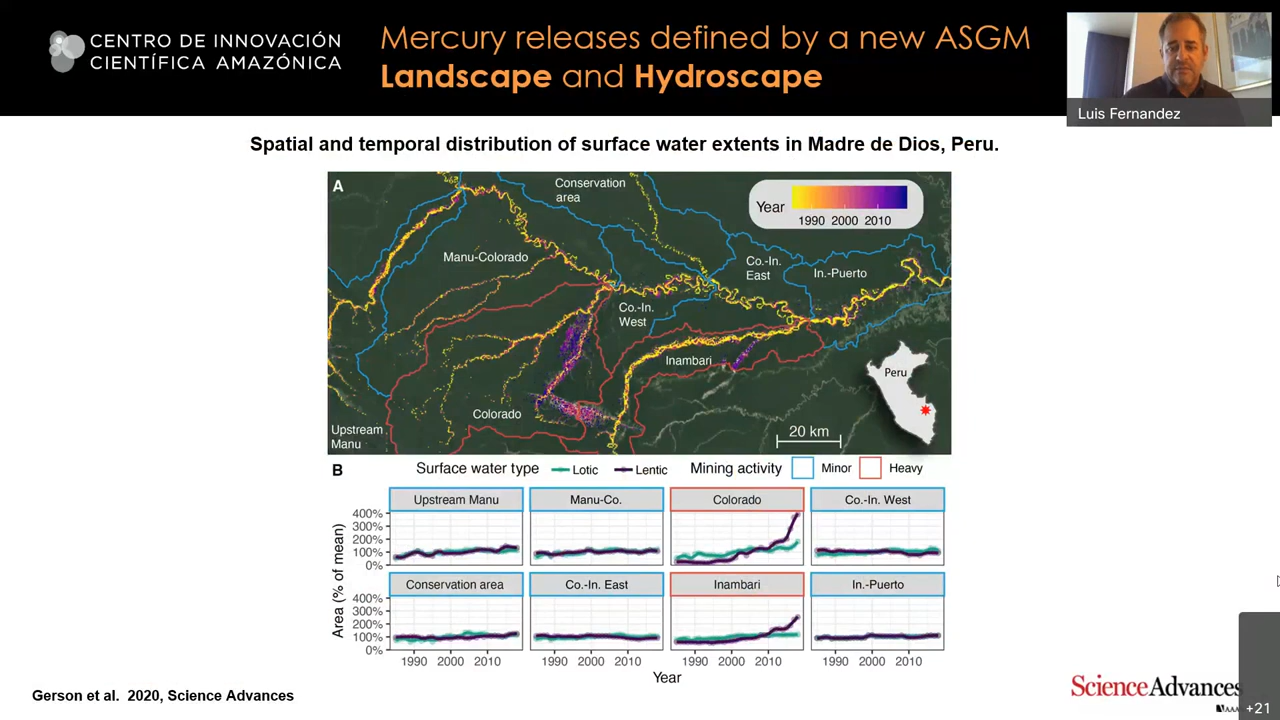 CENTRO DE INNOVACIÓN
CIENTÍFICA AMAZÓNICA
Mercury releases defined by a new ASGM
Landscape and Hydroscape
Luis Fernandez
Spatial and temporal distribution of surface water extents in Madre de Dios, Peru.
A
Conservation
area
Year
1990 2000 2010
Manu-Colorado
Co.-In.
East
In.-Puerto
Co.-In.
West
Inambari
Peru
Colorado
Upstream
Manu
20 km
B
Surface water type Lotic Lentic Mining activity Minor Heavy
Upstream Manu Manu-Co. Colorado Co.-In. West
400%
300%
200%
100%
0%
Conservation area Co.-In. East Inambari In.-Puerto
400%
300%
200%
100%
0%
Area (% of mean)
1990 2000 2010 1990 2000 2010 1990 2000 2010 1990 2000 2010
Year
Gerson et al. 2020, Science Advances
ScienceAdvances
+21